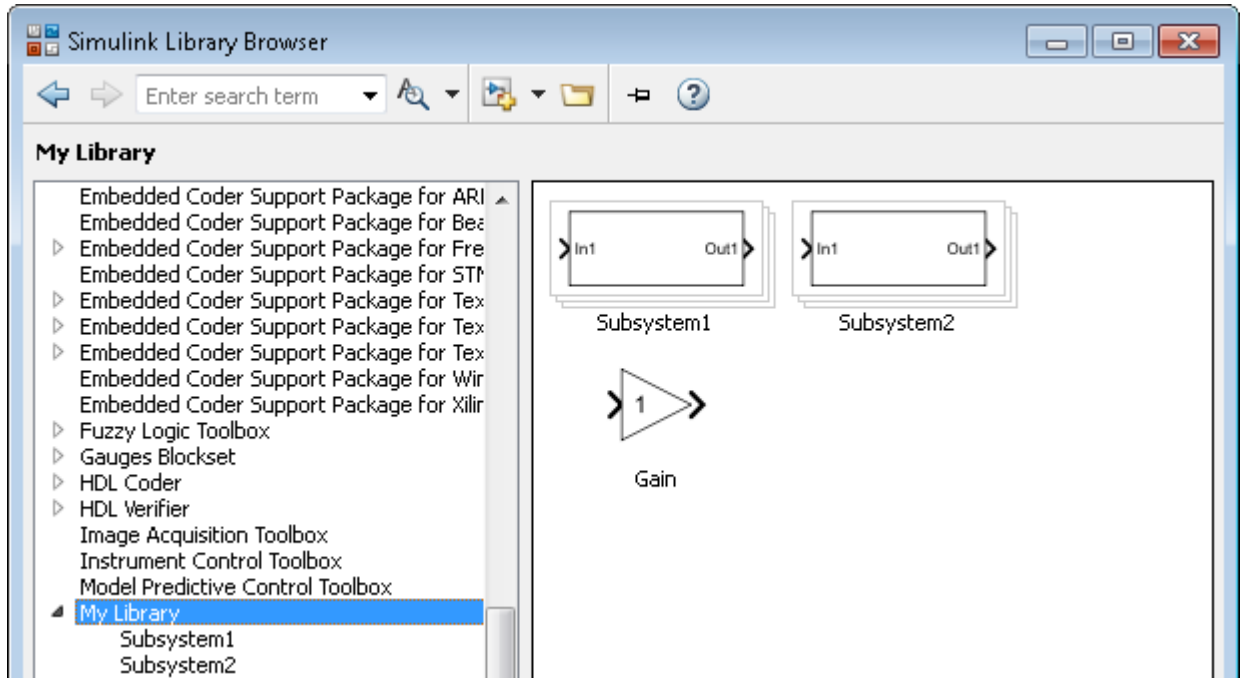 Simulink Library Browser
Enter search term
My Library
Embedded Coder Support Package for ARI
Embedded Coder Support Package for Bea
Embedded Coder Support Package for Fre
Embedded Coder Support Package for STM
Embedded Coder Support Package for Tex
Embedded Coder Support Package for Tex
Embedded Coder Support Package for Tex
Embedded Coder Support Package for Wir
Embedded Coder Support Package for Xilir
Fuzzy Logic Toolbox
Gauges Blockset
HDL Coder
HDL Verifier
Image Acquisition Toolbox
Instrument Control Toolbox
Model Predictive Control Toolbox
My Library
Subsystem1
Subsystem2
In1 Out1
In1 Out1
Subsystem1 Subsystem2
1
Gain